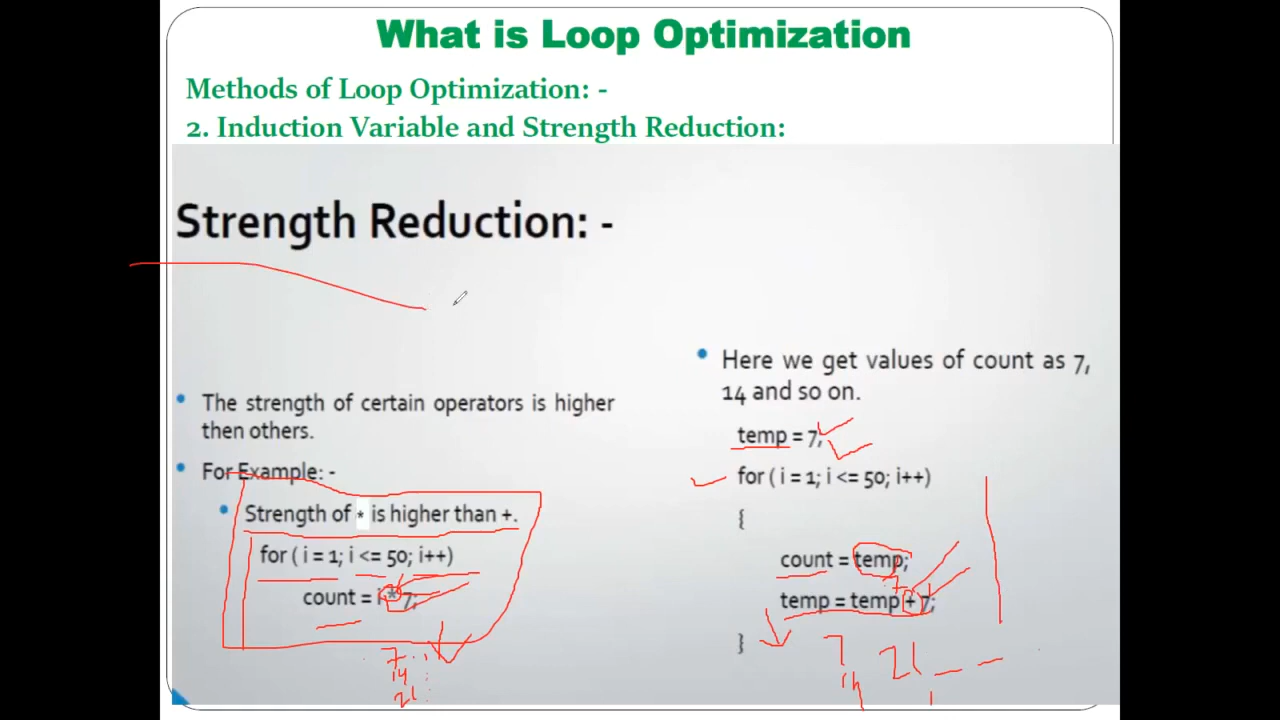 What is Loop Optimization
Methods of Loop Optimization: -
2. Induction Variable and Strength Reduction:
Strength Reduction: -
• The strength of certain operators is higher
then others.
• For Example: -
• Strength of * is higher than +.
for ( i = 1; i <= 50; i++)
count = i * 7;
7
14
21
• Here we get values of count as 7,
14 and so on.
temp = 7;
for ( i = 1; i <= 50; i++)
{
count = temp;
7
temp = temp + 7;
}
7 21
14